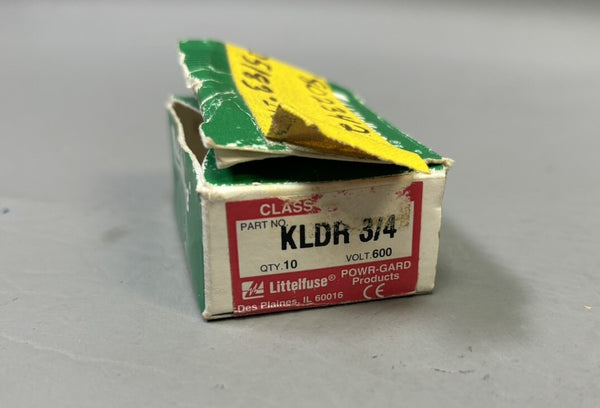 CLASS
PART NO.
KLDR 3/4
QTY.10 VOLT.600
Littelfuse® POWR-GARD
Products
Des Plaines, IL 60016 CE